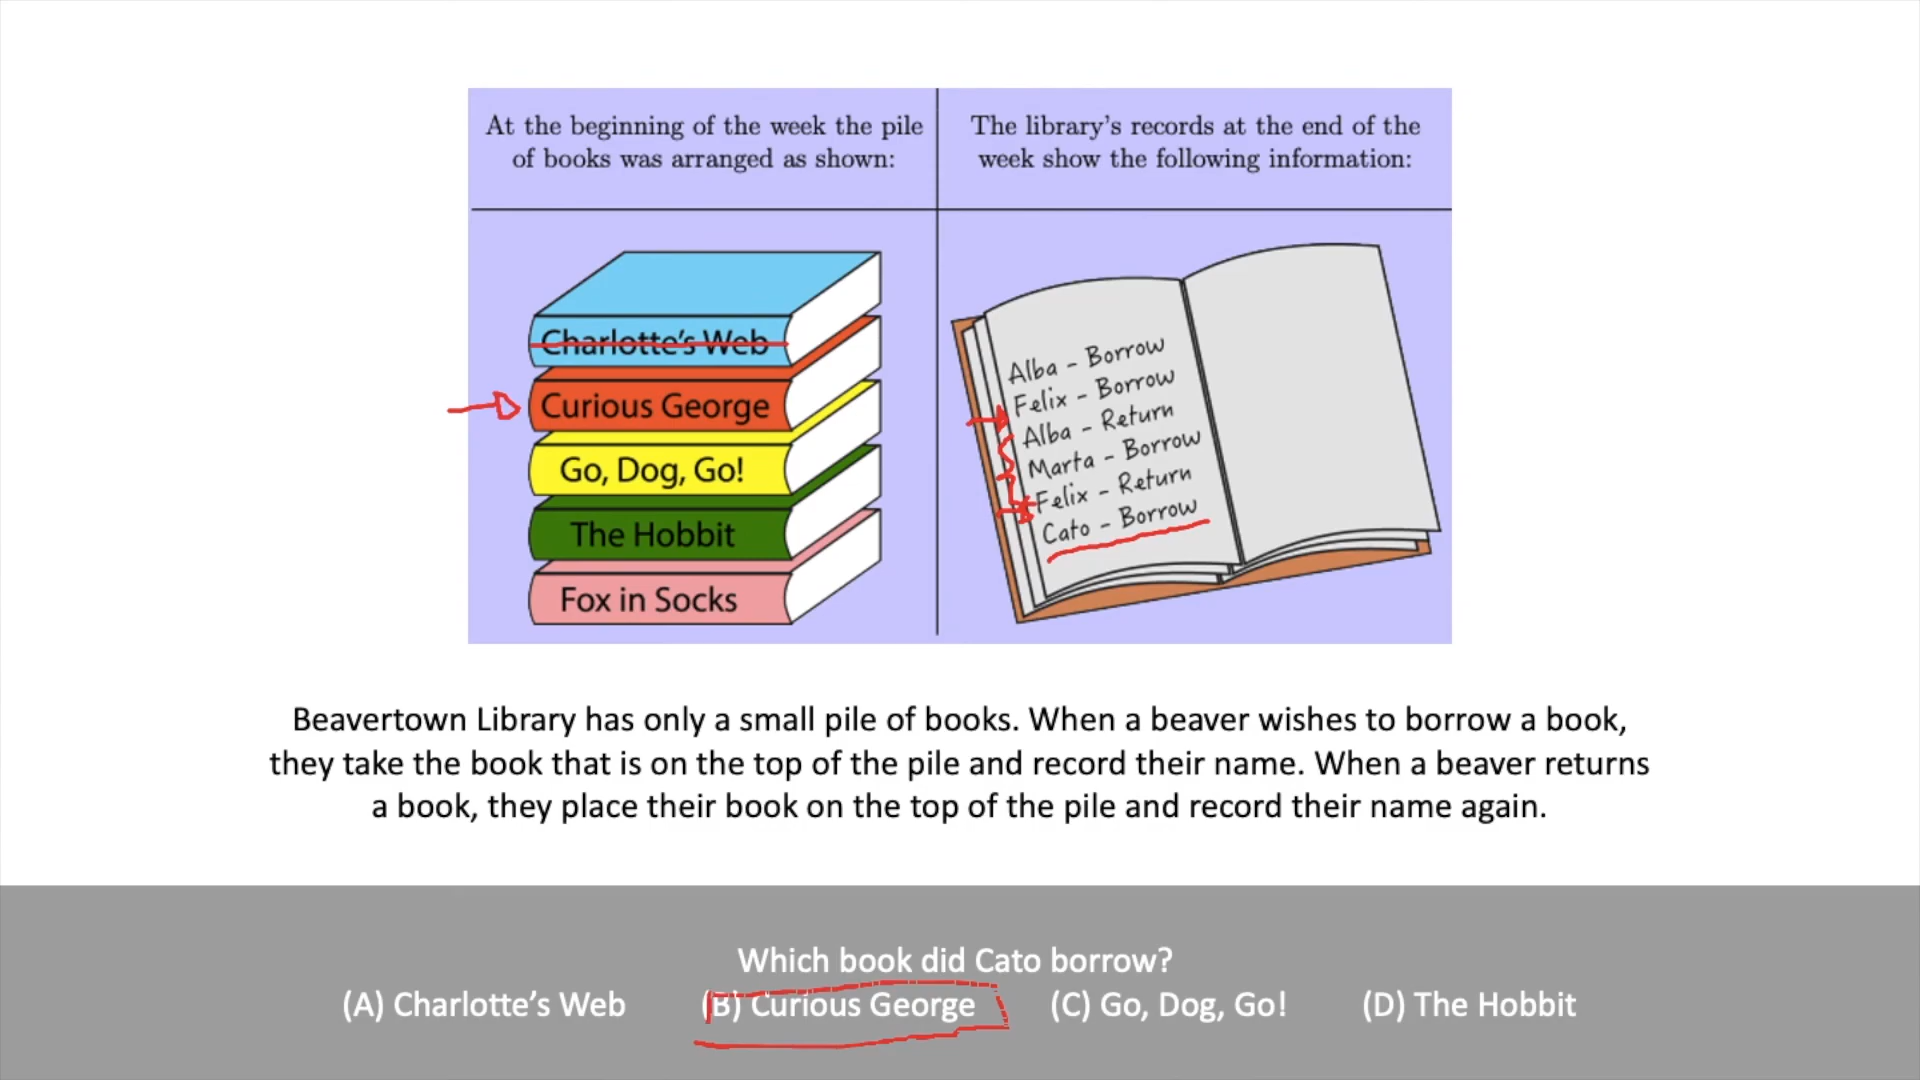 At the beginning of the week the pile
of books was arranged as shown:
The library's records at the end of the
week show the following information:
Charlotte's Web
Curious George
Go, Dog, Go!
The Hobbit
Fox in Socks
Alba - Borrow
Felix - Borrow
Alba - Return
Marta - Borrow
Felix - Return
Cato - Borrow
Beavertown Library has only a small pile of books. When a beaver wishes to borrow a book,
they take the book that is on the top of the pile and record their name. When a beaver returns
a book, they place their book on the top of the pile and record their name again.
Which book did Cato borrow?
(A) Charlotte's Web (B) Curious George (C) Go, Dog, Go! (D) The Hobbit